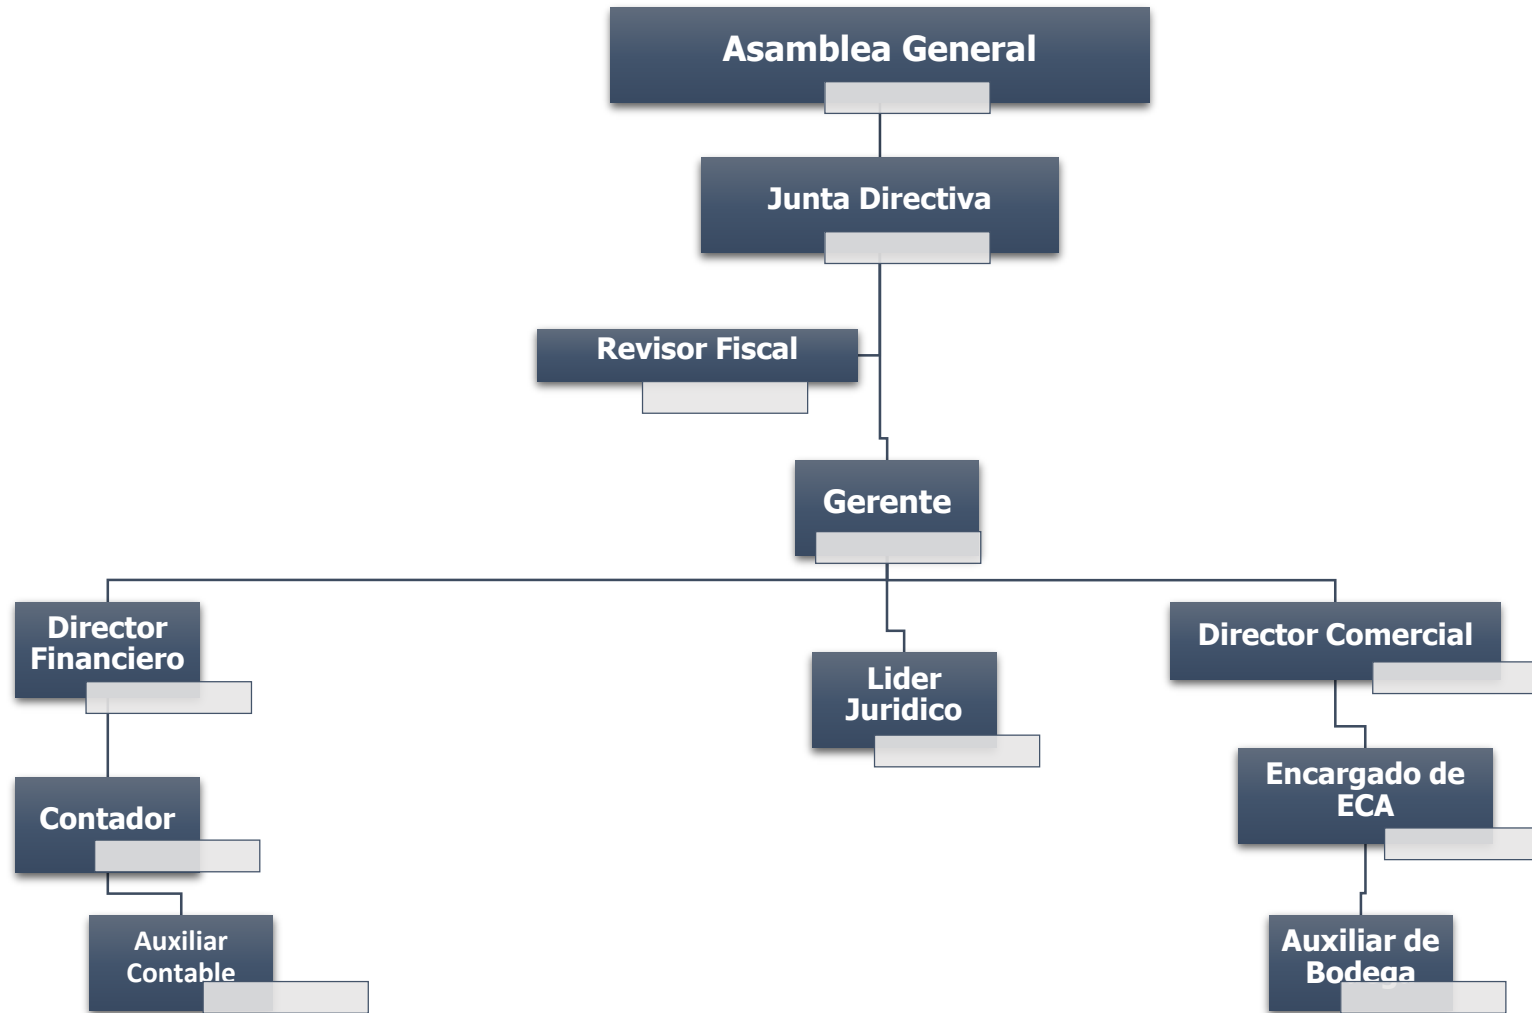 Asamblea General
Junta Directiva
Revisor Fiscal
Gerente
Director
Financiero
Lider
Juridico
Director Comercial
Contador
Encargado de
ECA
Auxiliar
Contable
Auxiliar de
Bodega